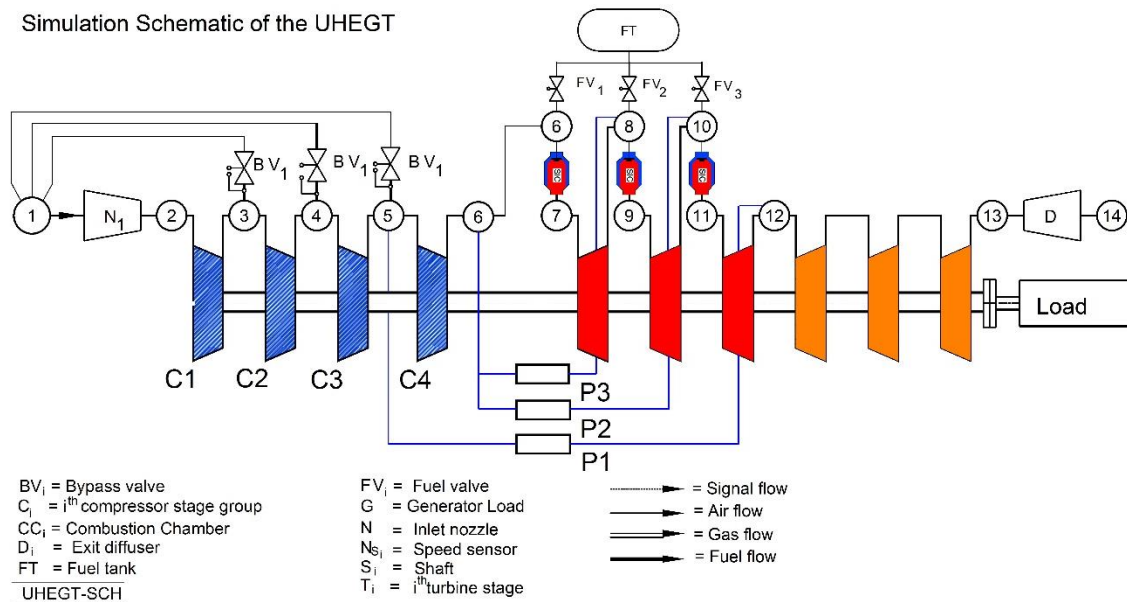 Simulation Schematic of the UHEGT
FT
FV1 FV2 FV3
6 8 10
BV1 BV1 BV1
SIC SIC SIC
1 N1 2 3 4 5 6 7 9 11 12 13 D 14
Load
C1 C2 C3 C4
P3
P2
P1
BVi = Bypass valve
Ci = ith compressor stage group
CCi = Combustion Chamber
Di = Exit diffuser
FT = Fuel tank
UHEGT-SCH
FVi = Fuel valve
G = Generator Load
N = Inlet nozzle
NSi = Speed sensor
Si = Shaft
Ti = ith turbine stage
= Signal flow
= Air flow
= Gas flow
= Fuel flow